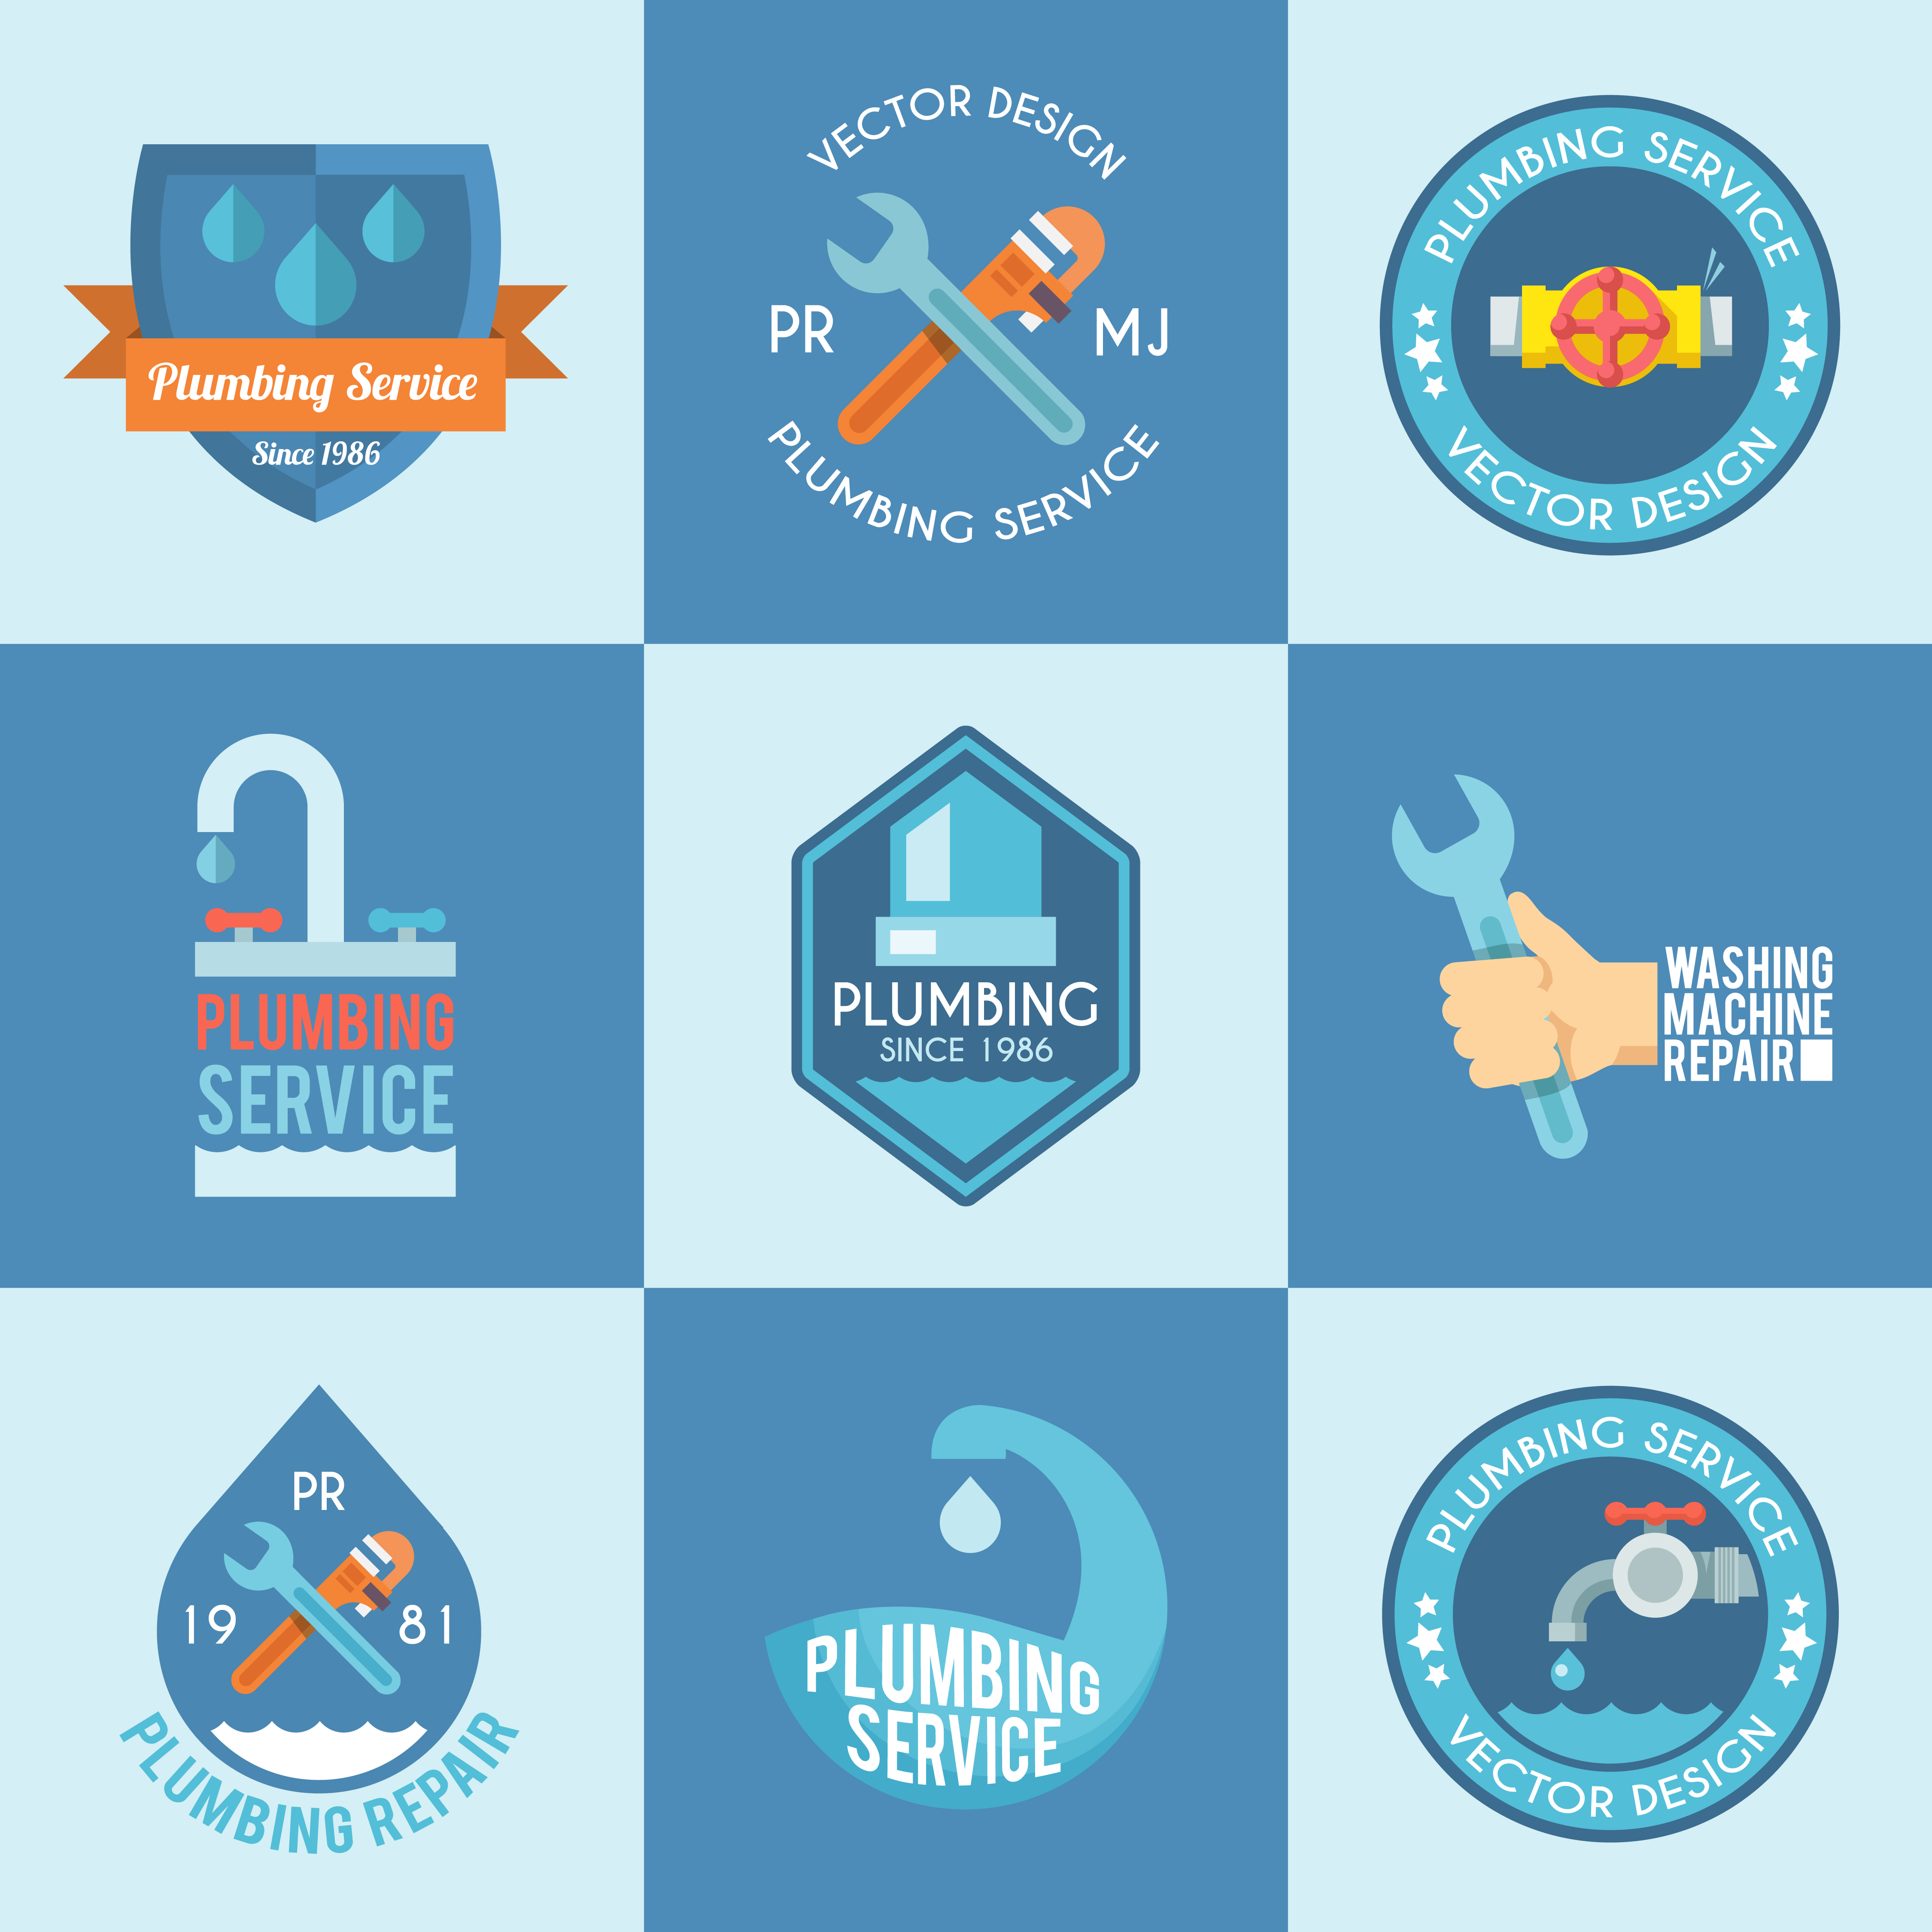 Plumbing Service
Since 1986
VECTOR DESIGN
PR
MJ
PLUMBING SERVICE
PLUMBING SERVICE
VECTOR DESIGN
PLUMBING
SERVICE
PLUMBING
SINCE 1986
WASHING
MACHINE
REPAIR
PR
19 81
PLUMBING REPAIR
PLUMBING
SERVICE
PLUMBING SERVICE
VECTOR DESIGN